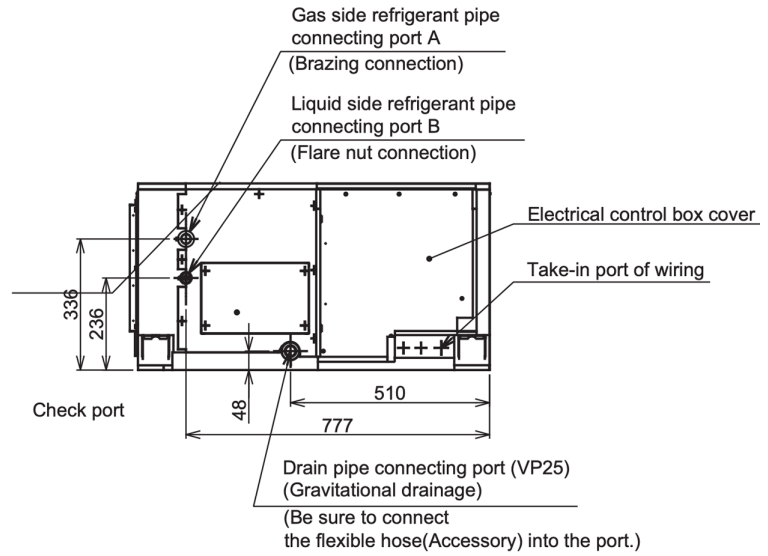 Gas side refrigerant pipe
connecting port A
(Brazing connection)
Liquid side refrigerant pipe
connecting port B
(Flare nut connection)
Electrical control box cover
Take-in port of wiring
336
236
48
510
777
Check port
Drain pipe connecting port (VP25)
(Gravitational drainage)
(Be sure to connect
the flexible hose(Accessory) into the port.)